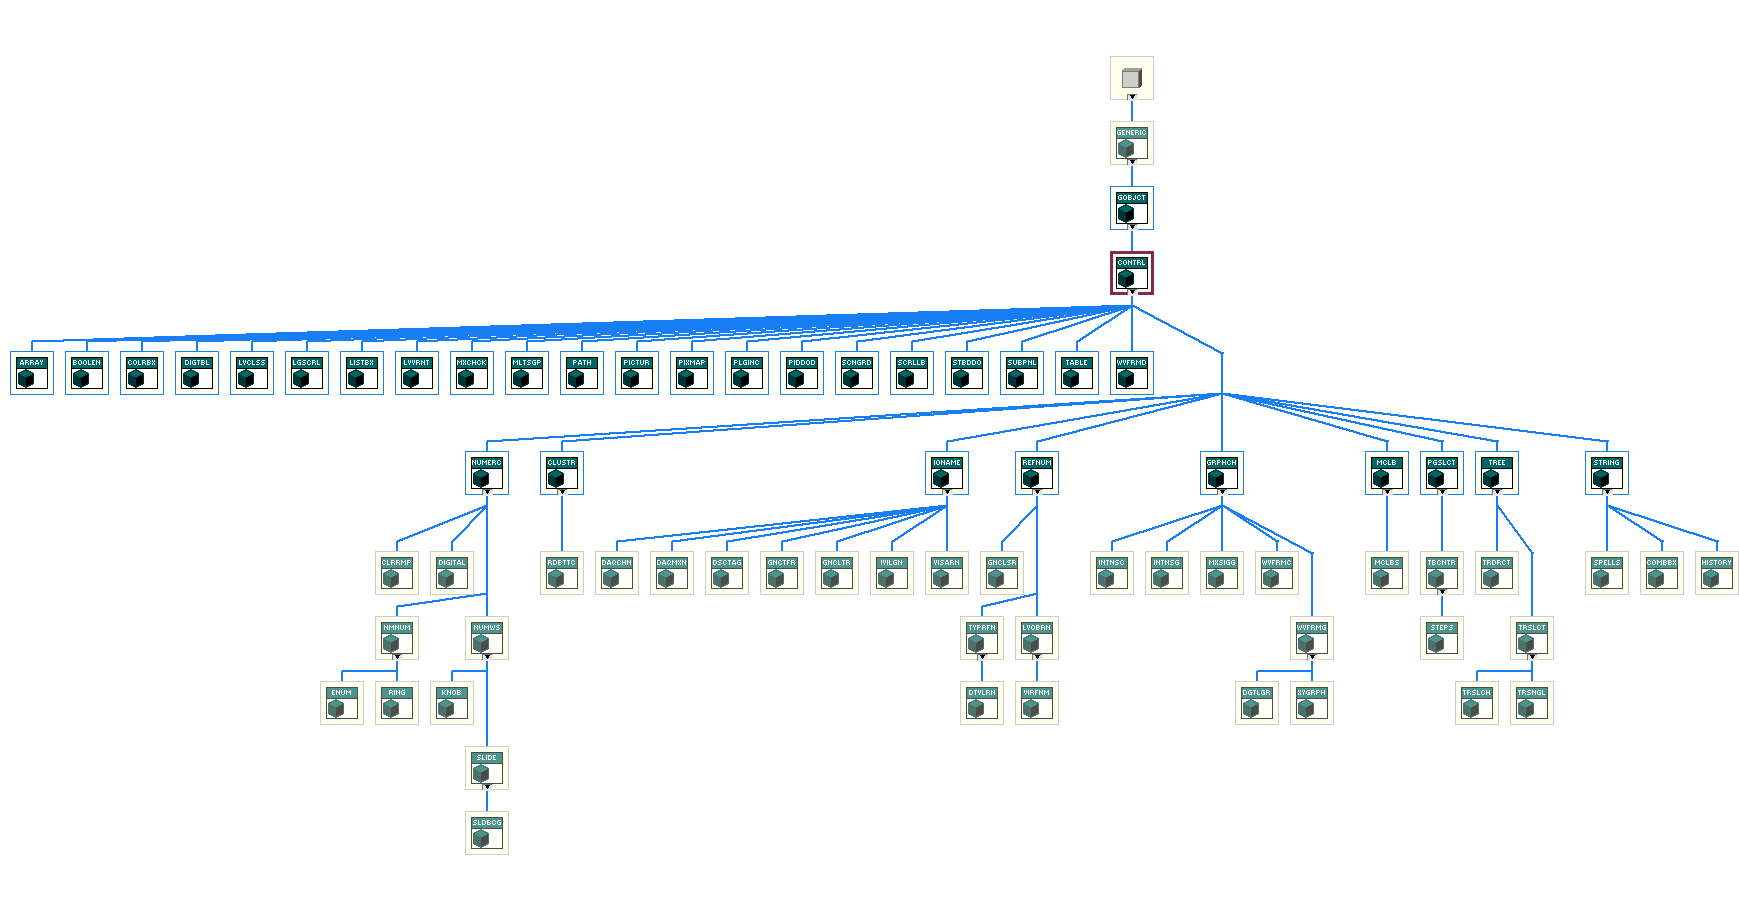 GENERIC
GOBJCT
CONTRL
ARRAY BOOLEN COLRBX DIGTBL LVCLSS LGSCRL LISTBX LVVRNT MXCHCK MLTSGP PATH PICTUR PIXMAP PLGINC PIDDOD SCNGRD SCRLLB STBDDO SUBPNL TABLE WVFRMD
NUMERC CLUSTR IONAME REFNUM GRPHCH MCLB PGSLCT TREE STRING
CLRRMP DIGITAL RDBTTC DAQCHN DAQMXN DSCTAG GNCTFR GNCLTR IVILGN VISARN GNCLSR INTNSC INTNSG MXSIGG WVFRMC MCLBS TBCNTR TRDRCT SPELLS COMBBX HISTORY
NMNUM NUMWS TYPRFN LVOBRN WVFRMG STEPS TRSLCT
ENUM RING KNOB DTVLRN VIRFNM DGTLGR XYGRPH TRSLCH TRSNGL
SLIDE
SLDBCG